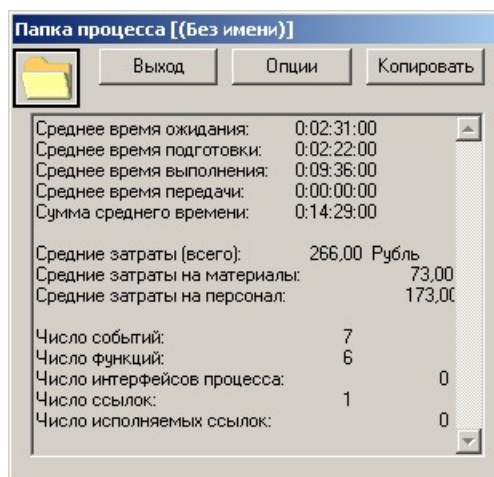 Папка процесса [(Без имени)]
Выход Опции Копировать
Среднее время ожидания: 0:02:31:00
Среднее время подготовки: 0:02:22:00
Среднее время выполнения: 0:09:36:00
Среднее время передачи: 0:00:00:00
Сумма среднего времени: 0:14:29:00
Средние затраты (всего): 266,00 Рубль
Средние затраты на материалы: 73,00
Средние затраты на персонал: 173,00
Число событий: 7
Число функций: 6
Число интерфейсов процесса: 0
Число ссылок: 1
Число исполняемых ссылок: 0